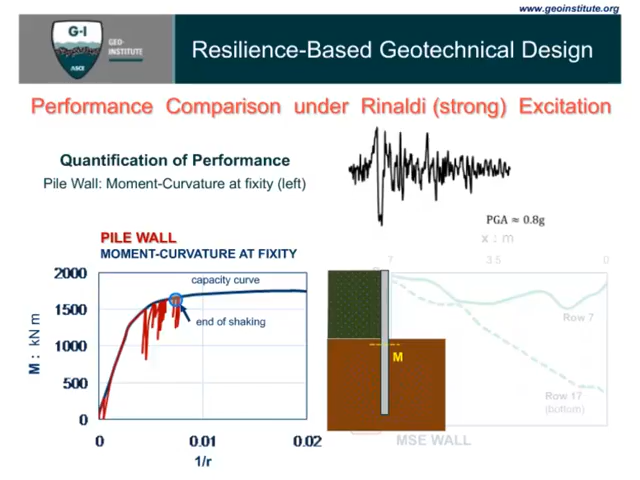 www.geoinstitute.org
G-I
GEO-
INSTITUTE
ASCE
Resilience-Based Geotechnical Design
Performance Comparison under Rinaldi (strong) Excitation
Quantification of Performance
Pile Wall: Moment-Curvature at fixity (left)
PGA ≈ 0.8g
x : m
7 3.5 0
PILE WALL
MOMENT-CURVATURE AT FIXITY
2000
1500
1000
500
0
M : kN m
capacity curve
end of shaking
0 0.01 0.02
1/r
M
Row 7
Row 17
(bottom)
MSE WALL